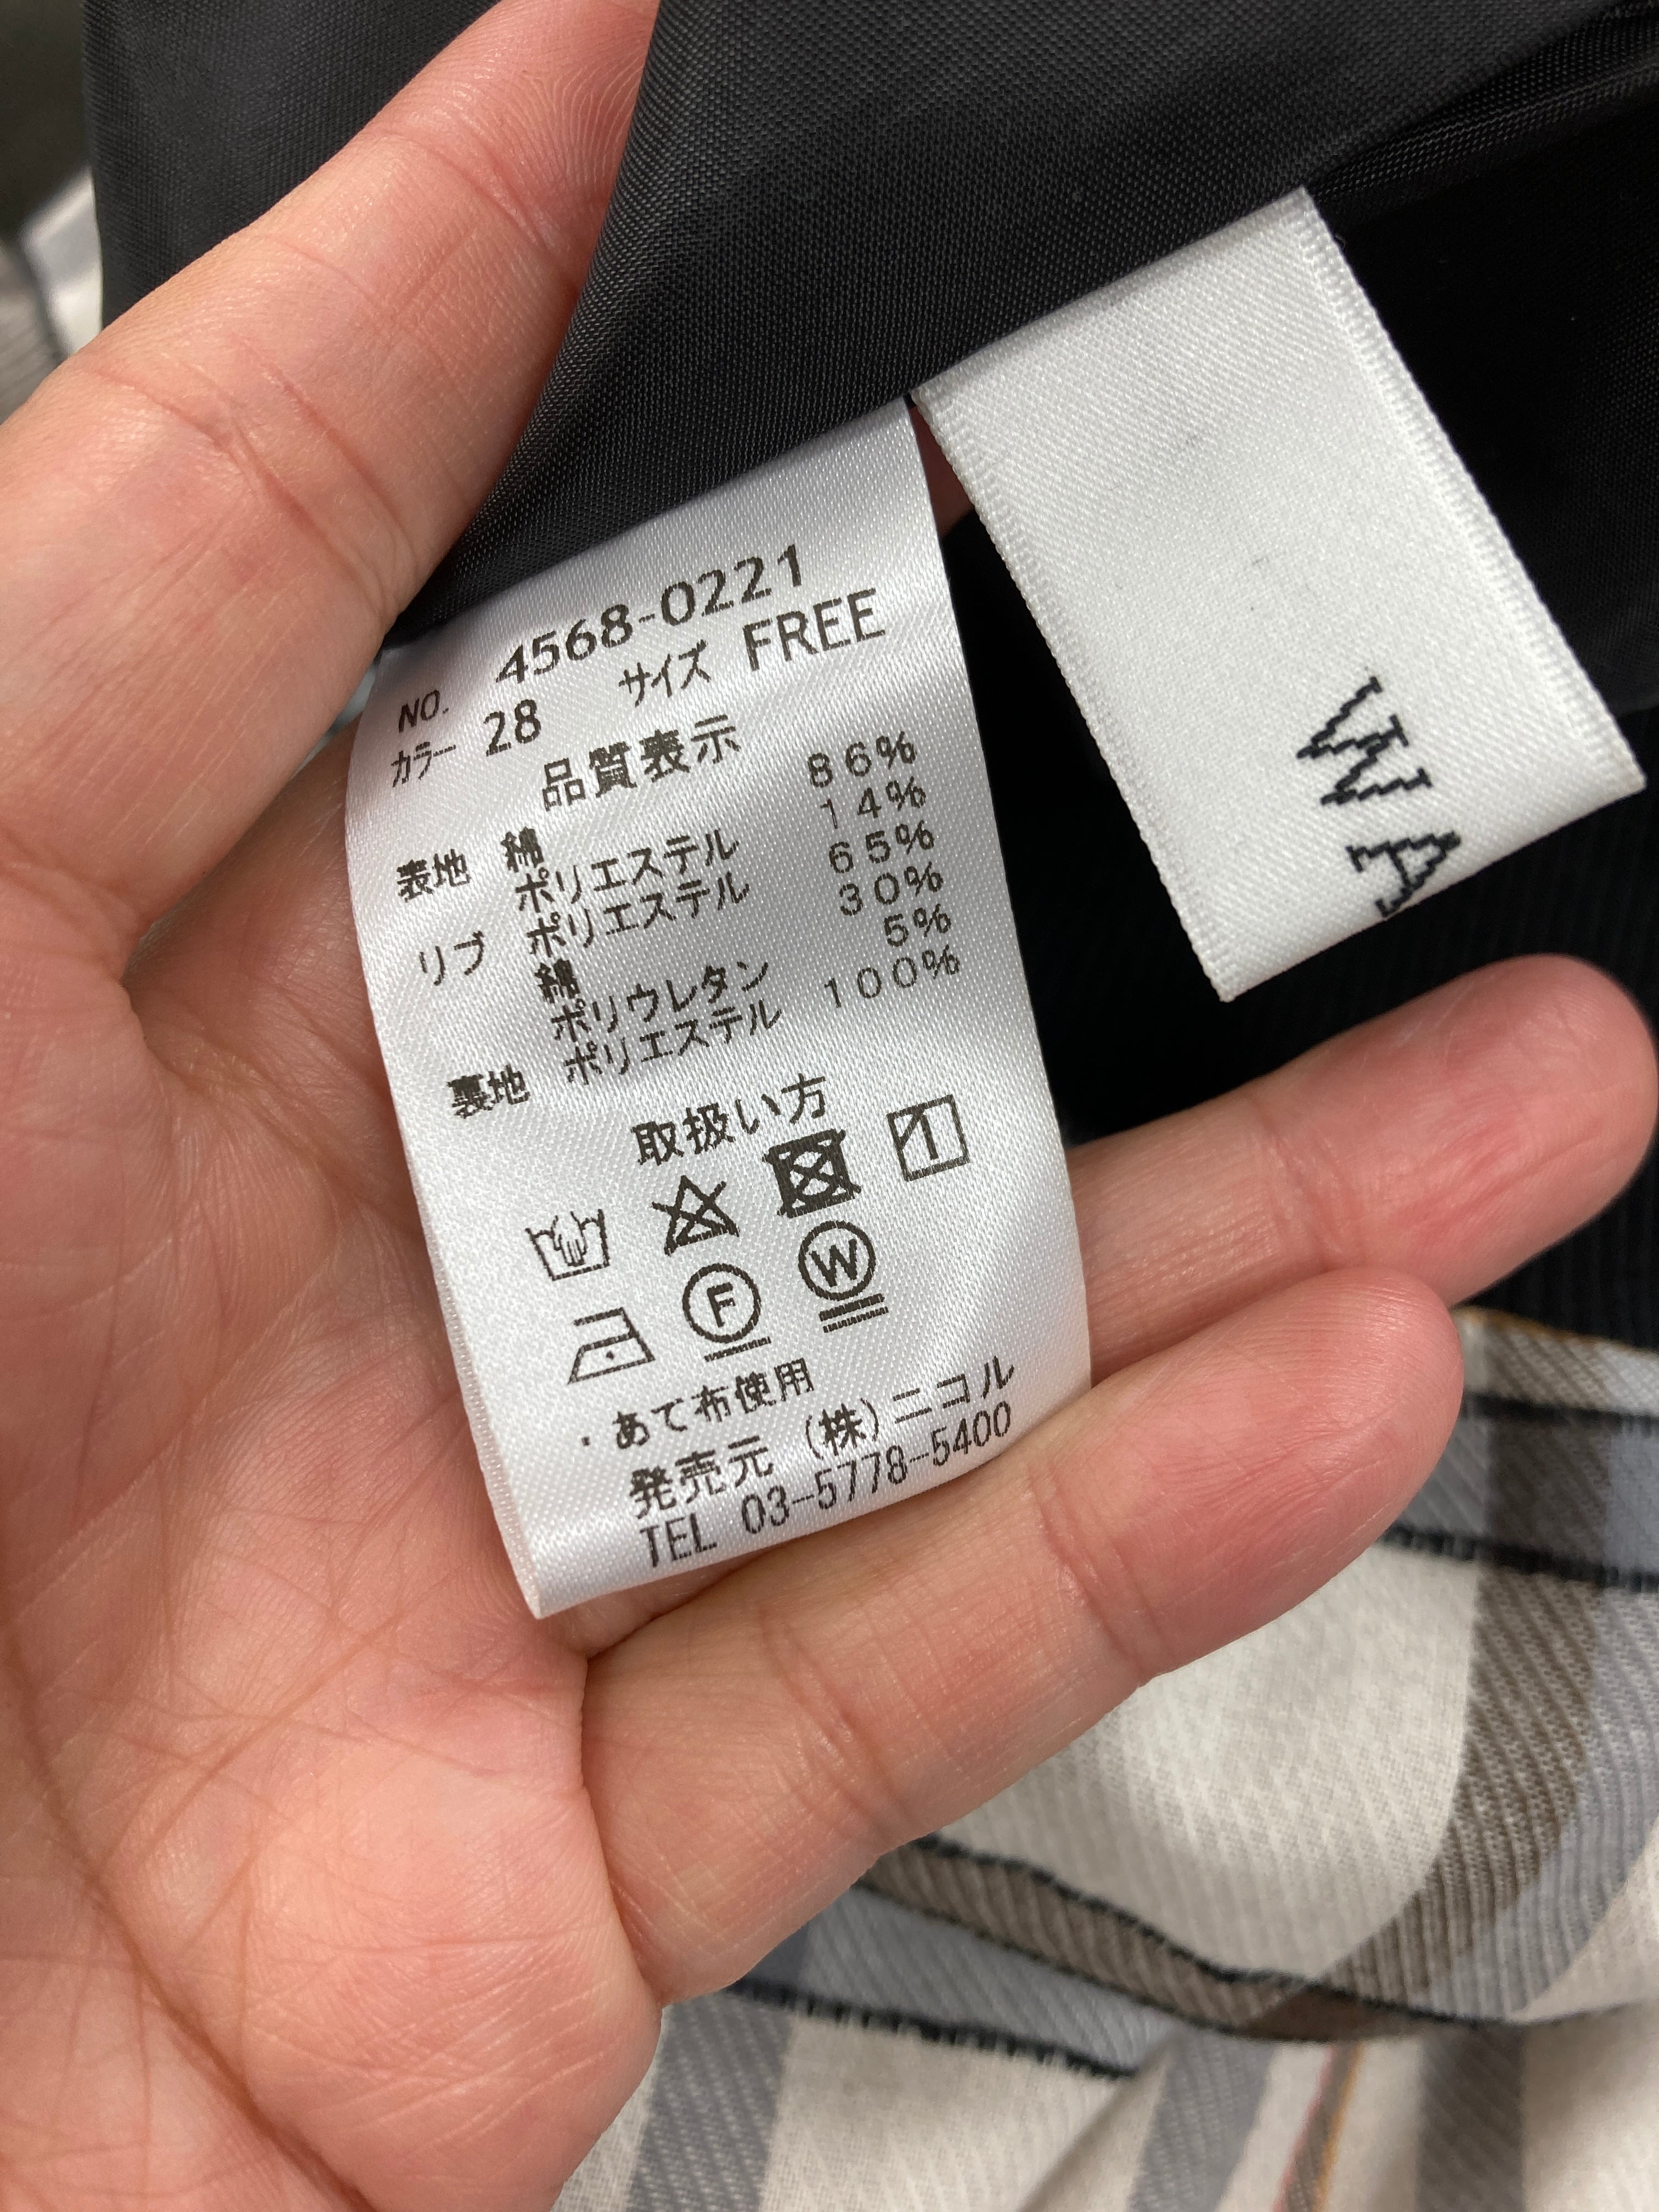 NO. 4568-0221
カラー 28 サイズ FREE
品質表示
表地 綿 86%
ポリエステル 14%
リブ ポリエステル 65%
綿 30%
ポリウレタン 5%
裏地 ポリエステル 100%
取扱い方
1
F W
・あて布使用
発売元 (株)ニコル
TEL 03-5778-5400
WA